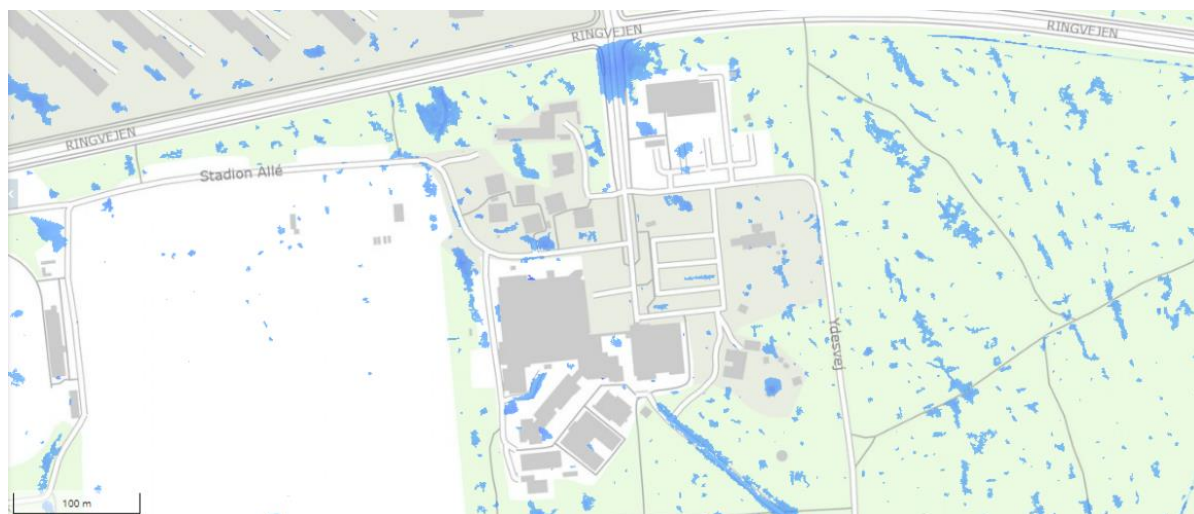 RINGVEJEN
RINGVEJEN
RINGVEJEN
Stadion Allé
Ydesvej
100 m